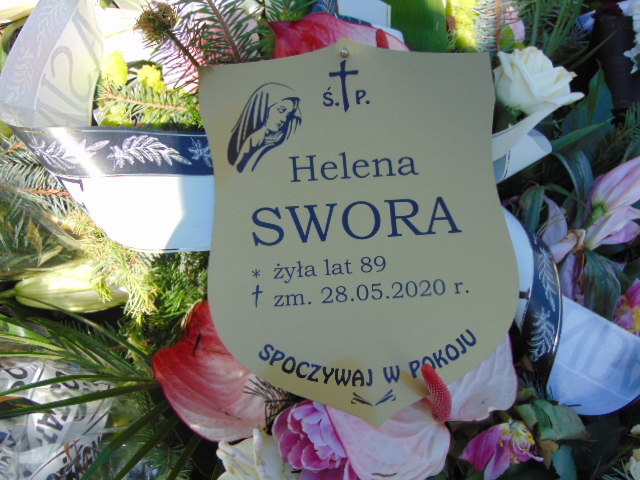 Ś. P.
Helena
SWORA
* żyła lat 89
† zm. 28.05.2020 r.
SPOCZYWAJ W POKOJU